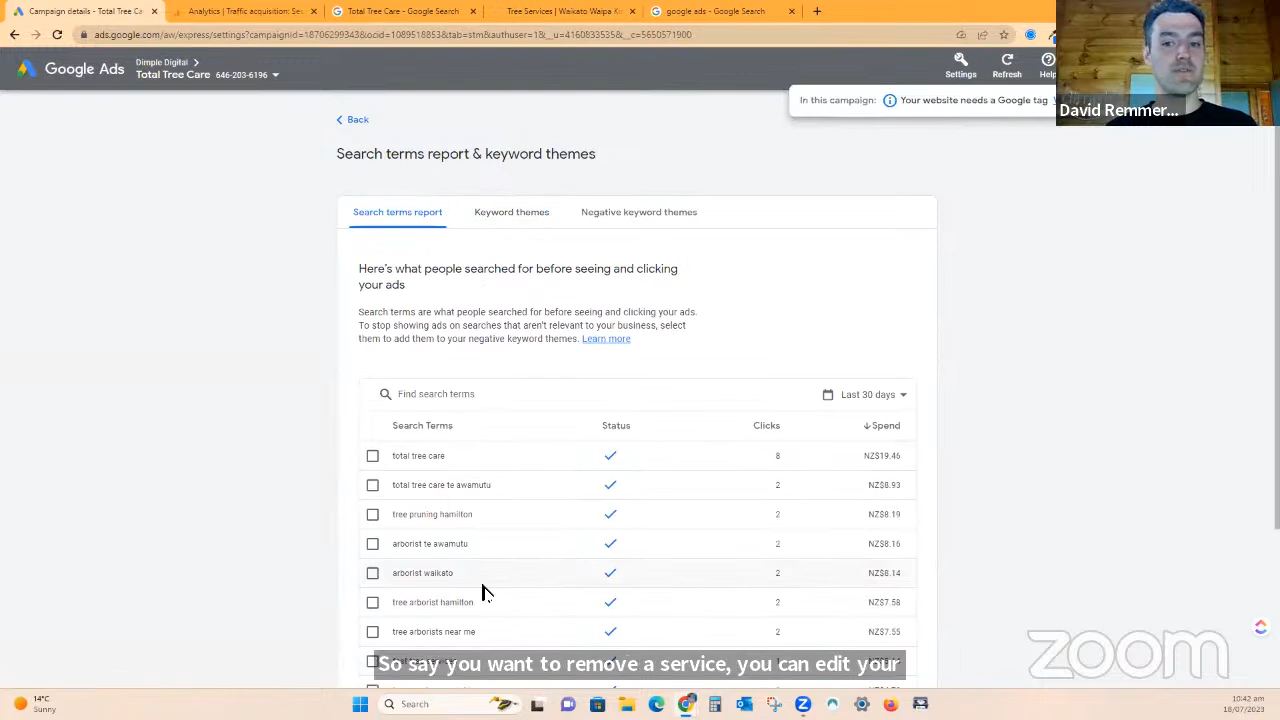 Campaign details -
Analytics | Traffic acquisition: Se
Total Tree Care - Google Search
Tree Services | Waikato Waipa
google ads - Google Search
ads.google.com/aw/express/settings?campaignid=18706299343&ocid=1089518853&tab=stm&authuser=1&__u=4160833535&__c=5650571900
Google Ads
Dimple Digital
Total Tree Care 646-203-6196
Settings
Refresh
Help
In this campaign: Your website needs a Google tag
David Remmer...
Back
Search terms report & keyword themes
Search terms report
Keyword themes
Negative keyword themes
Here's what people searched for before seeing and clicking
your ads
Search terms are what people searched for before seeing and clicking your ads.
To stop showing ads on searches that aren't relevant to your business, select
them to add them to your negative keyword themes. Learn more
Find search terms
Last 30 days
Search Terms Status Clicks Spend
total tree care 8 NZ$19.46
total tree care te awamutu 2 NZ$8.93
tree pruning hamilton 2 NZ$8.19
arborist te awamutu 2 NZ$8.16
arborist waikato 2 NZ$8.14
tree arborist hamilton 2 NZ$7.58
tree arborists near me 2 NZ$7.55
So say you want to remove a service, you can edit your
zoom
14°C
Sunny
Search
10:42 am
18/07/2023